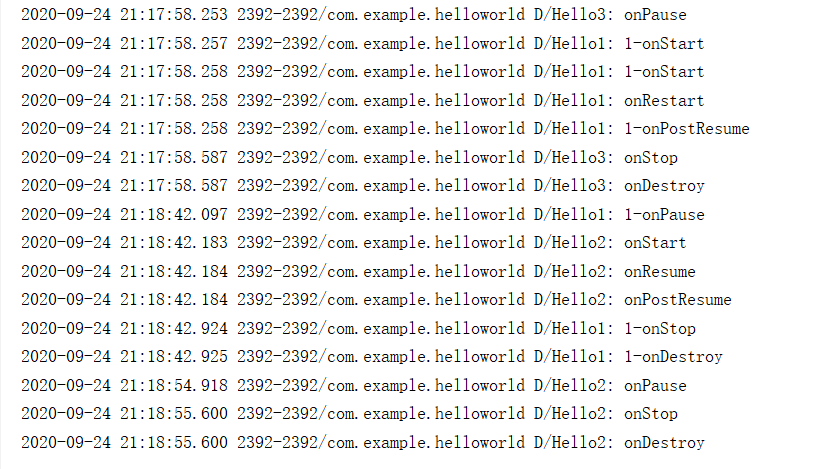 2020-09-24 21:17:58.253 2392-2392/com.example.helloworld D/Hello3: onPause
2020-09-24 21:17:58.257 2392-2392/com.example.helloworld D/Hello1: 1-onStart
2020-09-24 21:17:58.258 2392-2392/com.example.helloworld D/Hello1: 1-onStart
2020-09-24 21:17:58.258 2392-2392/com.example.helloworld D/Hello1: onRestart
2020-09-24 21:17:58.258 2392-2392/com.example.helloworld D/Hello1: 1-onPostResume
2020-09-24 21:17:58.587 2392-2392/com.example.helloworld D/Hello3: onStop
2020-09-24 21:17:58.587 2392-2392/com.example.helloworld D/Hello3: onDestroy
2020-09-24 21:18:42.097 2392-2392/com.example.helloworld D/Hello1: 1-onPause
2020-09-24 21:18:42.183 2392-2392/com.example.helloworld D/Hello2: onStart
2020-09-24 21:18:42.184 2392-2392/com.example.helloworld D/Hello2: onResume
2020-09-24 21:18:42.184 2392-2392/com.example.helloworld D/Hello2: onPostResume
2020-09-24 21:18:42.924 2392-2392/com.example.helloworld D/Hello1: 1-onStop
2020-09-24 21:18:42.925 2392-2392/com.example.helloworld D/Hello1: 1-onDestroy
2020-09-24 21:18:54.918 2392-2392/com.example.helloworld D/Hello2: onPause
2020-09-24 21:18:55.600 2392-2392/com.example.helloworld D/Hello2: onStop
2020-09-24 21:18:55.600 2392-2392/com.example.helloworld D/Hello2: onDestroy